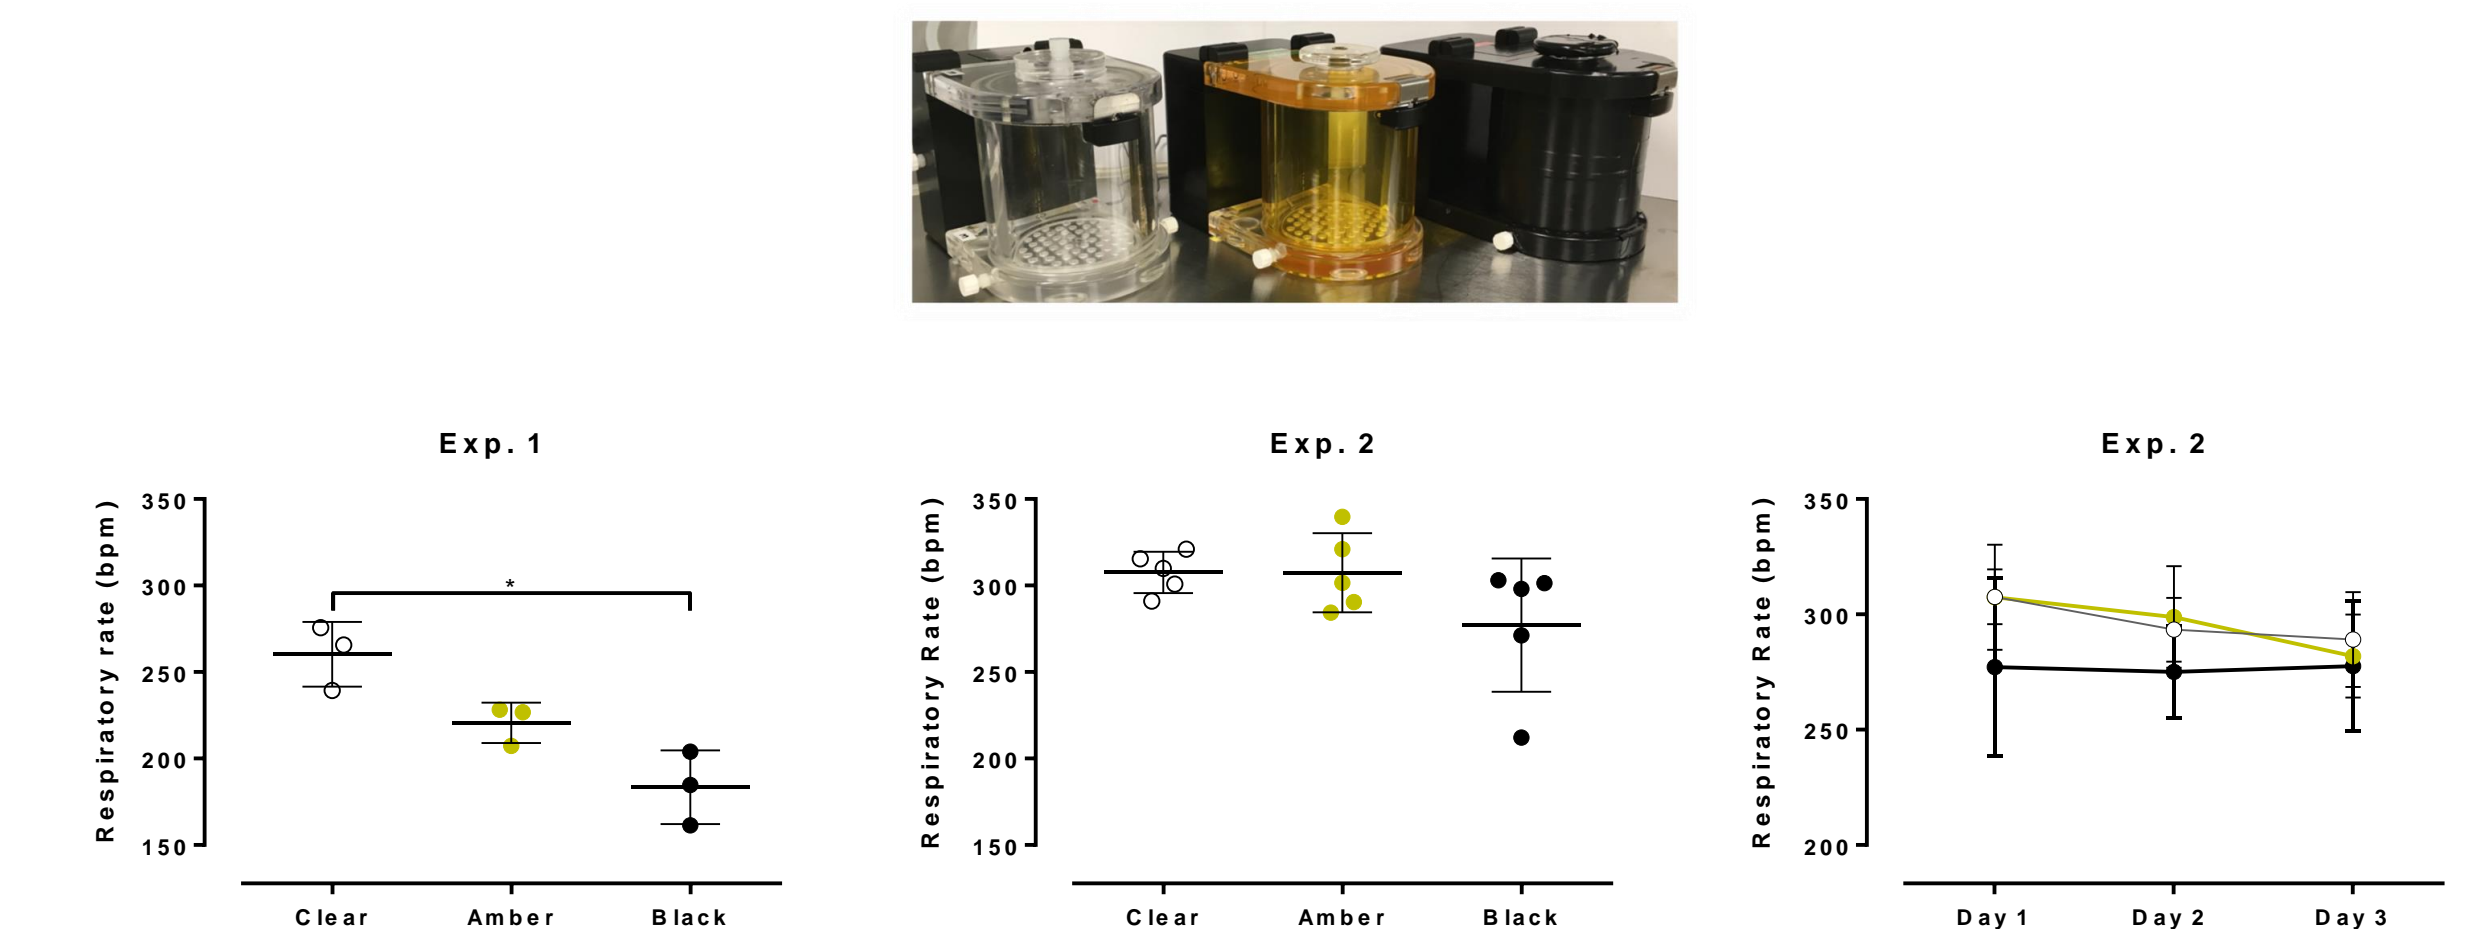 Exp. 1
Respiratory rate (bpm)
350
300
250
200
150
*
Clear Amber Black
Exp. 2
Respiratory Rate (bpm)
350
300
250
200
150
Clear Amber Black
Exp. 2
Respiratory Rate (bpm)
350
300
250
200
Day 1 Day 2 Day 3